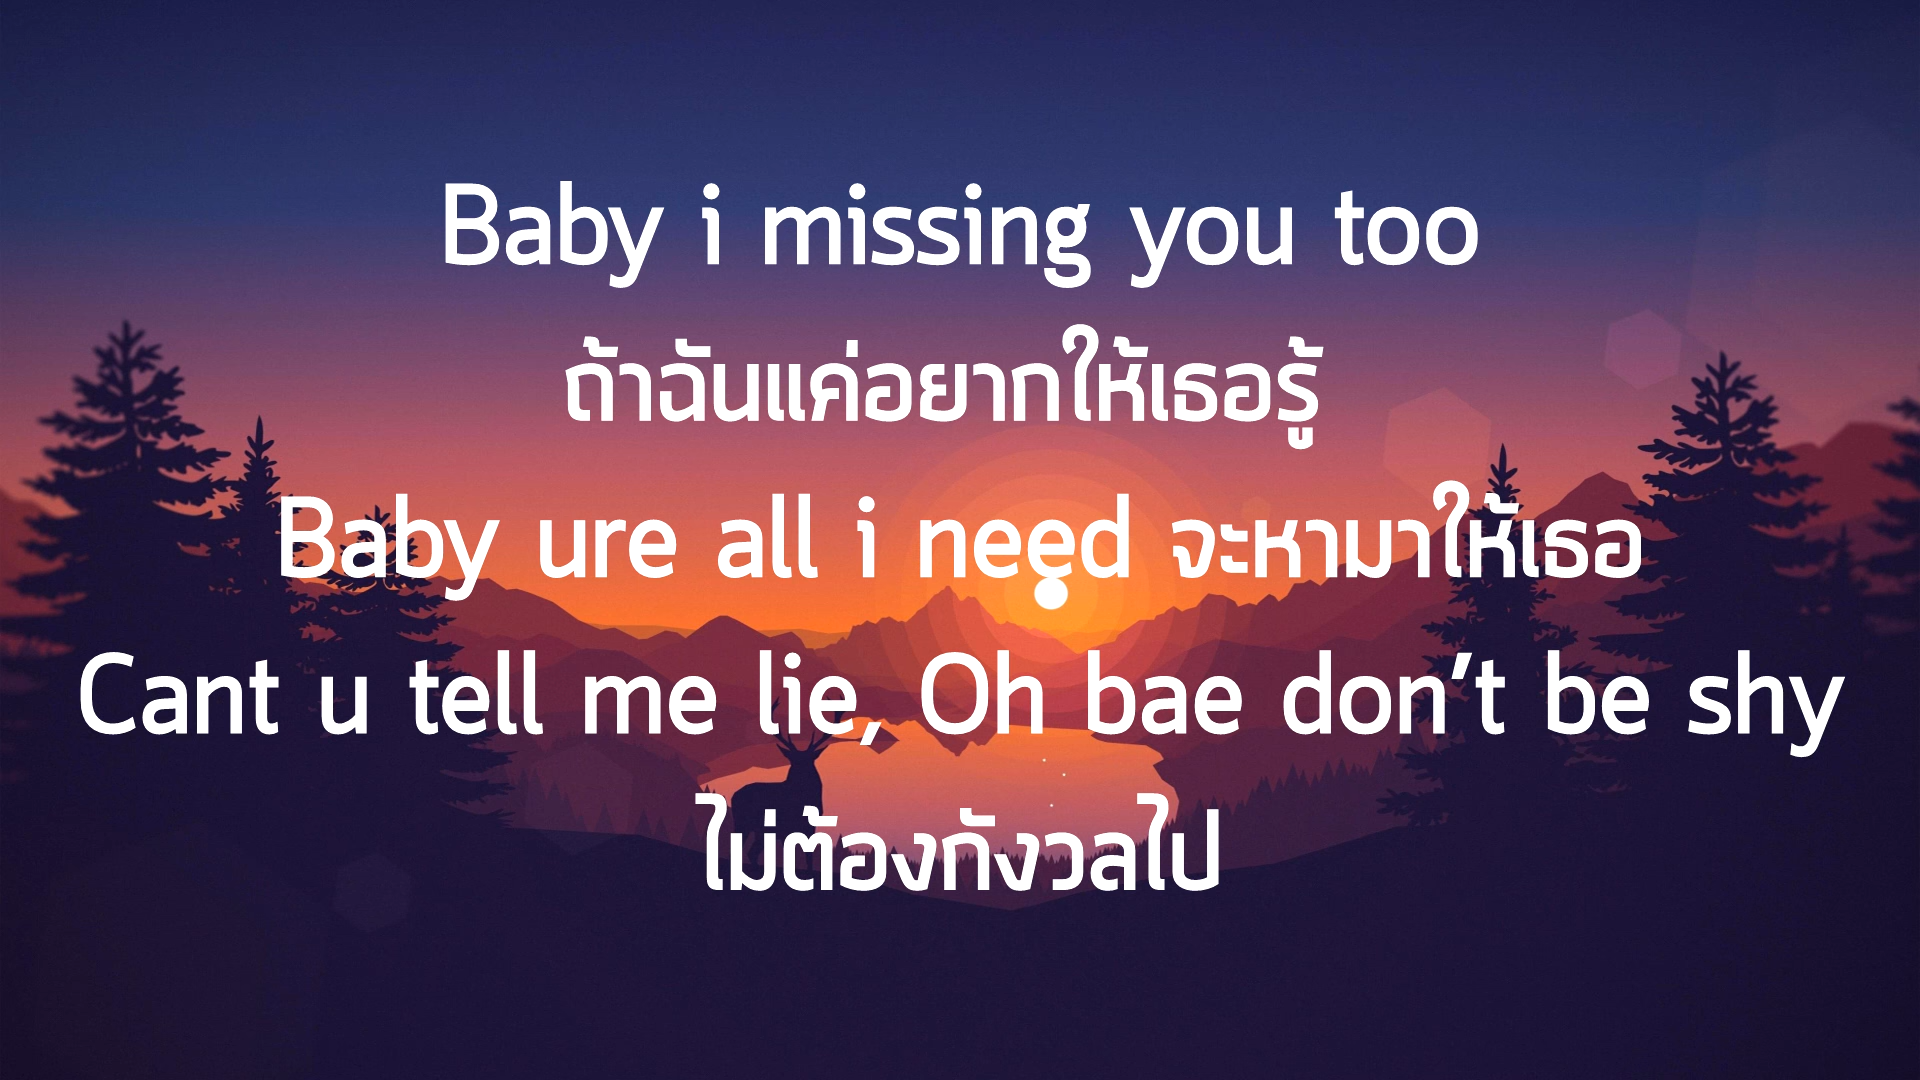 Baby i missing you too
ถ้าฉันแค่อยากให้เธอรู้
Baby ure all i need จะหามาให้เธอ
Cant u tell me lie, Oh bae don’t be shy
ไม่ต้องกังวลไป